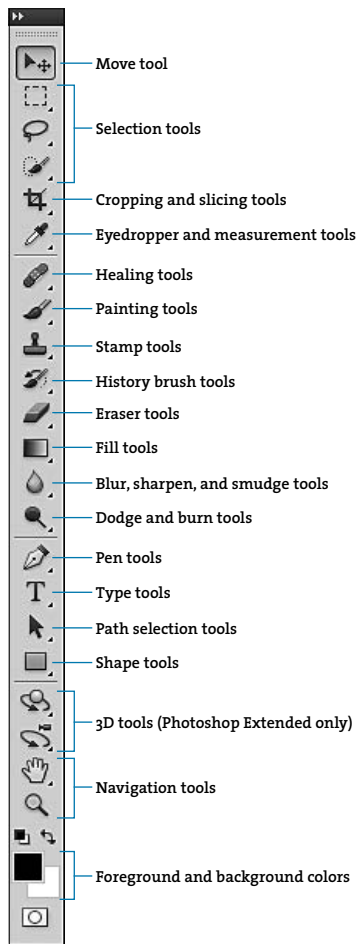 Move tool
Selection tools
Cropping and slicing tools
Eyedropper and measurement tools
Healing tools
Painting tools
Stamp tools
History brush tools
Eraser tools
Fill tools
Blur, sharpen, and smudge tools
Dodge and burn tools
Pen tools
T
Type tools
Path selection tools
Shape tools
3D tools (Photoshop Extended only)
Navigation tools
Foreground and background colors